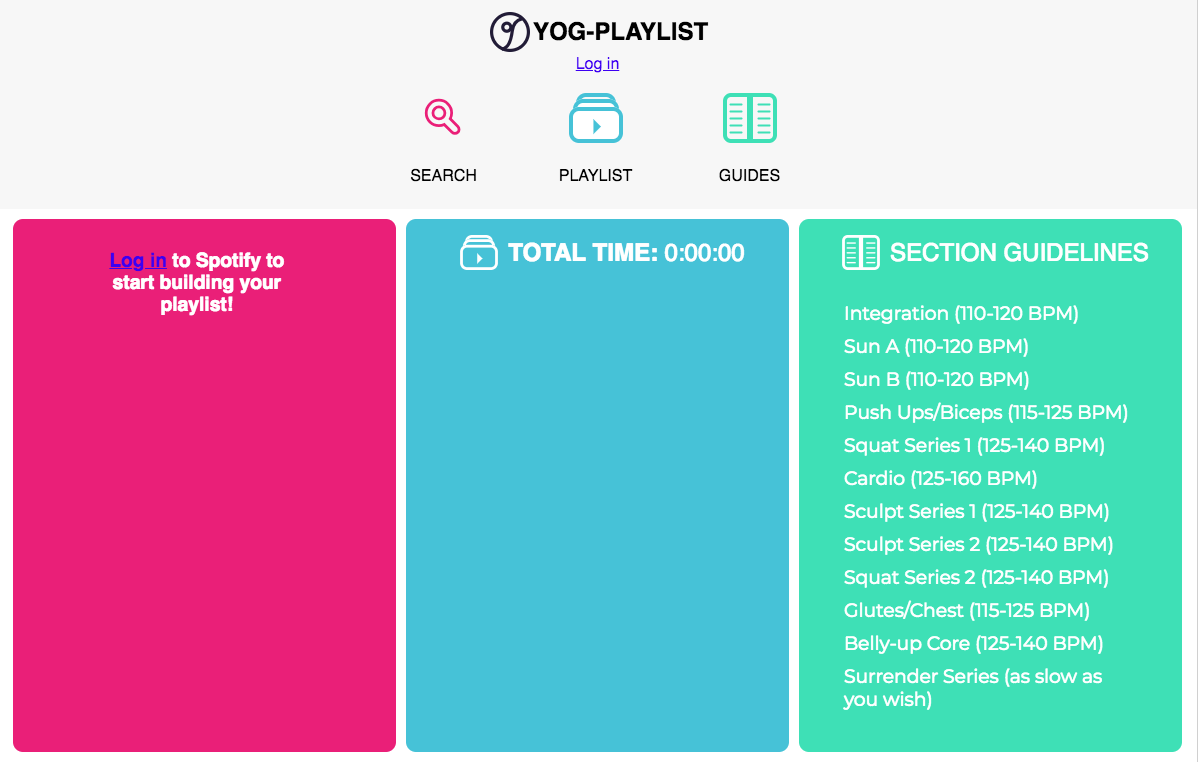 YOG-PLAYLIST
Log in
SEARCH
PLAYLIST
GUIDES
Log in to Spotify to
start building your
playlist!
TOTAL TIME: 0:00:00
SECTION GUIDELINES
Integration (110-120 BPM)
Sun A (110-120 BPM)
Sun B (110-120 BPM)
Push Ups/Biceps (115-125 BPM)
Squat Series 1 (125-140 BPM)
Cardio (125-160 BPM)
Sculpt Series 1 (125-140 BPM)
Sculpt Series 2 (125-140 BPM)
Squat Series 2 (125-140 BPM)
Glutes/Chest (115-125 BPM)
Belly-up Core (125-140 BPM)
Surrender Series (as slow as
you wish)